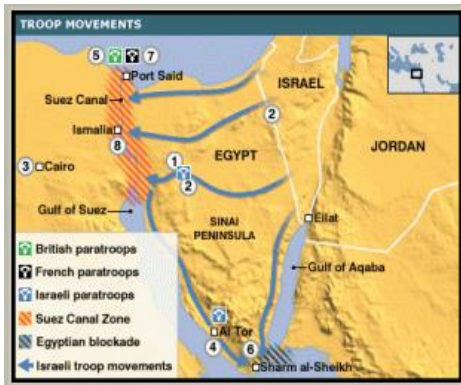 TROOP MOVEMENTS
5
7
Port Said
ISRAEL
Suez Canal
2
Ismalia
8
JORDAN
EGYPT
1
3
Cairo
2
Gulf of Suez
SINAI
PENINSULA
Eilat
British paratroops
French paratroops
Gulf of Aqaba
Israeli paratroops
Suez Canal Zone
Al Tor
Egyptian blockade
4
6
Israeli troop movements
Sharm al-Sheikh